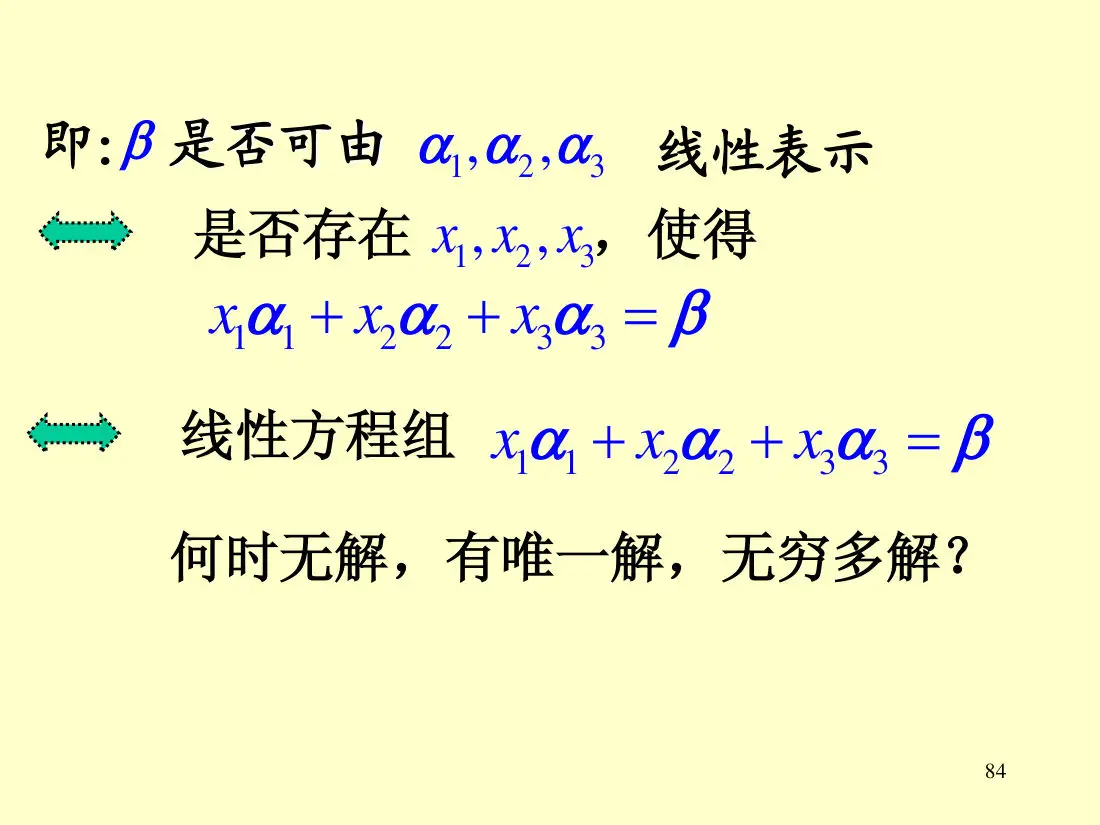 即:β是否可由 α₁,α₂,α₃ 线性表示
是否存在 x₁,x₂,x₃，使得
x₁α₁ + x₂α₂ + x₃α₃ = β
线性方程组 x₁α₁ + x₂α₂ + x₃α₃ = β
何时无解，有唯一解，无穷多解？
84